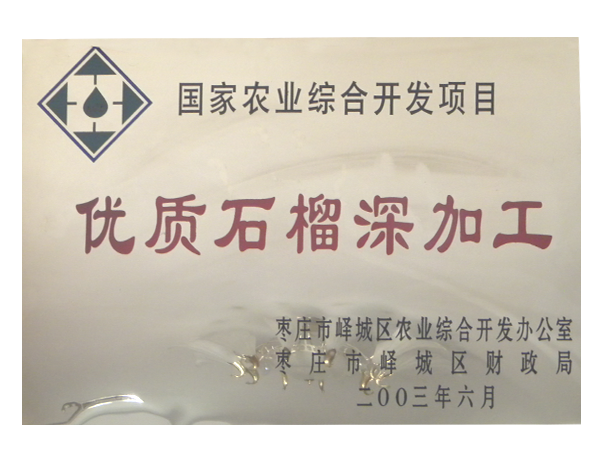 国家农业综合开发项目
优质石榴深加工
枣庄市峄城区农业综合开发办公室
枣庄市峄城区财政局
二00三年六月